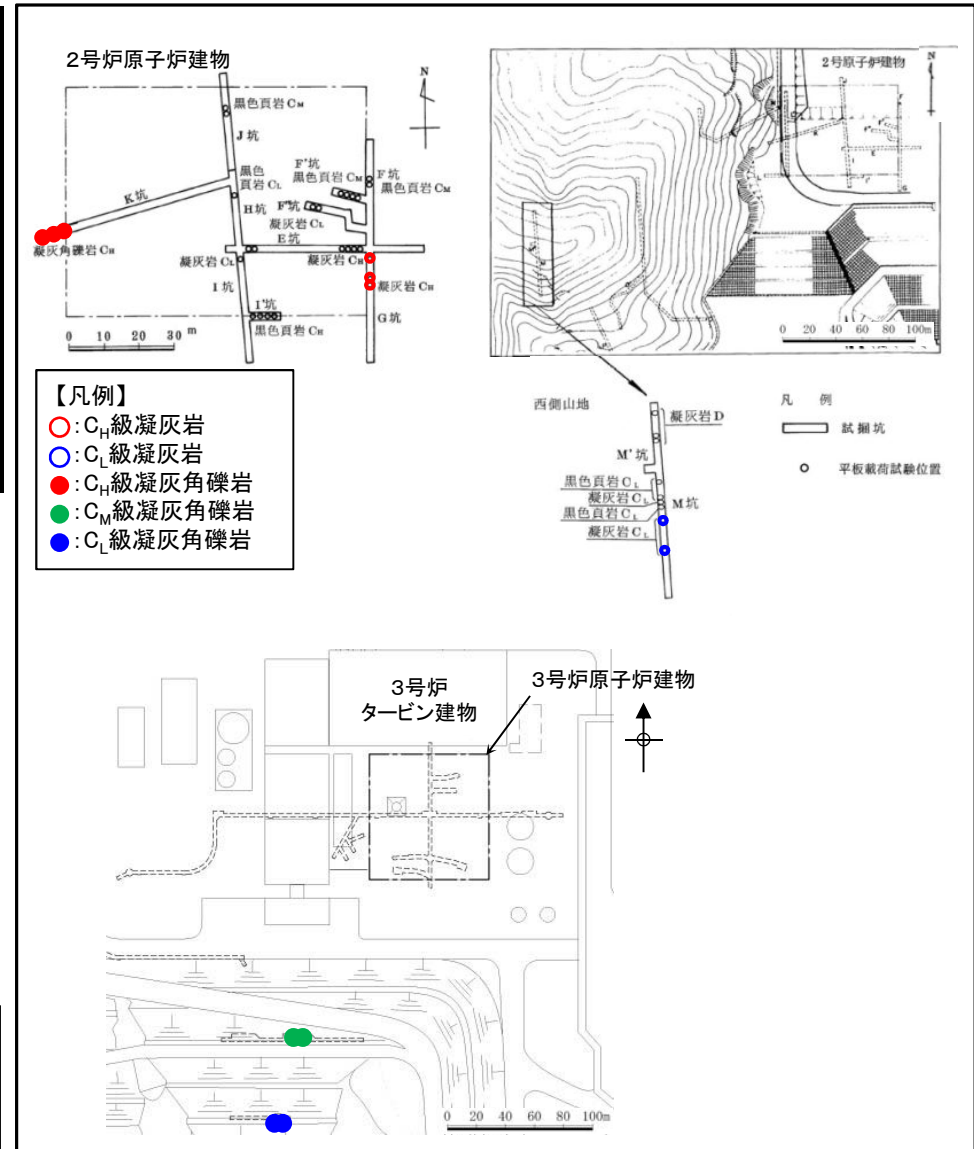 2号炉原子炉建物
N
黒色頁岩 CM
J坑
黒色
頁岩 CL
K坑
H坑
F'坑
黒色頁岩 CM
F坑
黒色頁岩 CM
F''坑
凝灰岩 CL
E坑
凝灰角礫岩 CH
凝灰岩 CL
凝灰岩 CH
凝灰岩 CH
I坑
I'坑
黒色頁岩 CH
G坑
0 10 20 30 m
2号原子炉建物
N
0 20 40 60 80 100m
【凡例】
:CH級凝灰岩
:CL級凝灰岩
:CH級凝灰角礫岩
:CM級凝灰角礫岩
:CL級凝灰角礫岩
西側山地
凝灰岩 D
M'坑
黒色頁岩 CL
凝灰岩 CL
黒色頁岩 CL
M坑
凝灰岩 CL
凡 例
試掘坑
平板載荷試験位置
3号炉
タービン建物
3号炉原子炉建物
0 20 40 60 80 100m